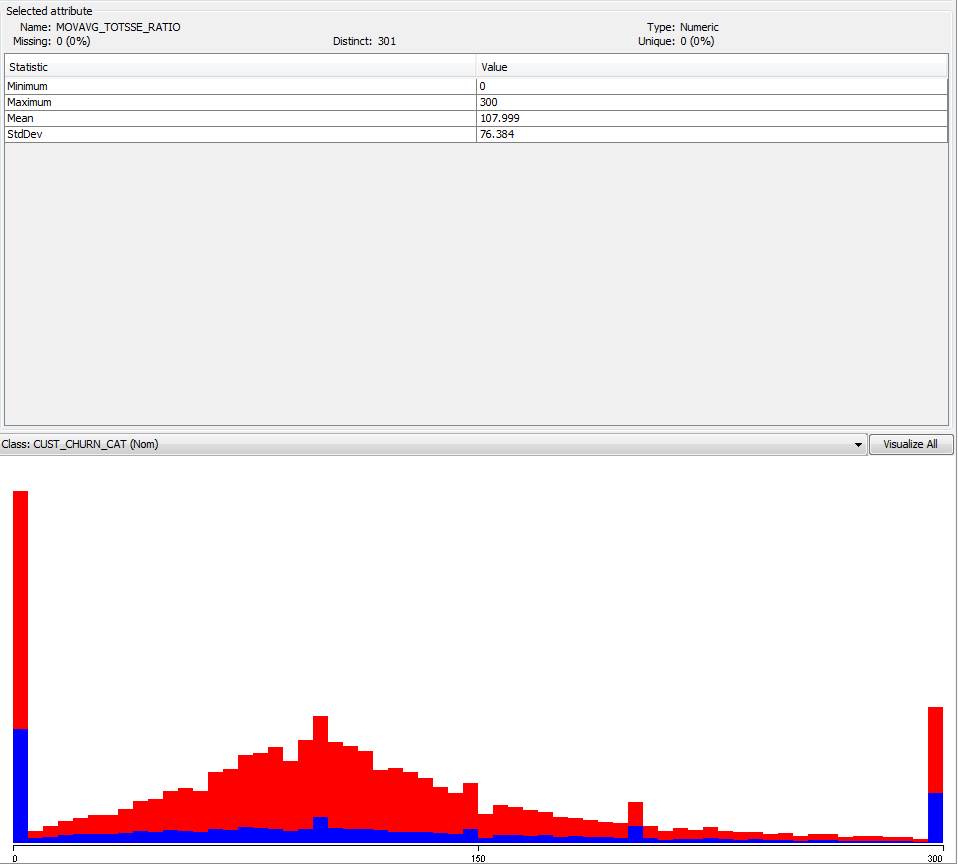 Selected attribute
Name: MOVAVG_TOTSSE_RATIO Type: Numeric
Missing: 0 (0%) Distinct: 301 Unique: 0 (0%)
Statistic Value
Minimum 0
Maximum 300
Mean 107.999
StdDev 76.384
Class: CUST_CHURN_CAT (Nom) Visualize All
0 150 300